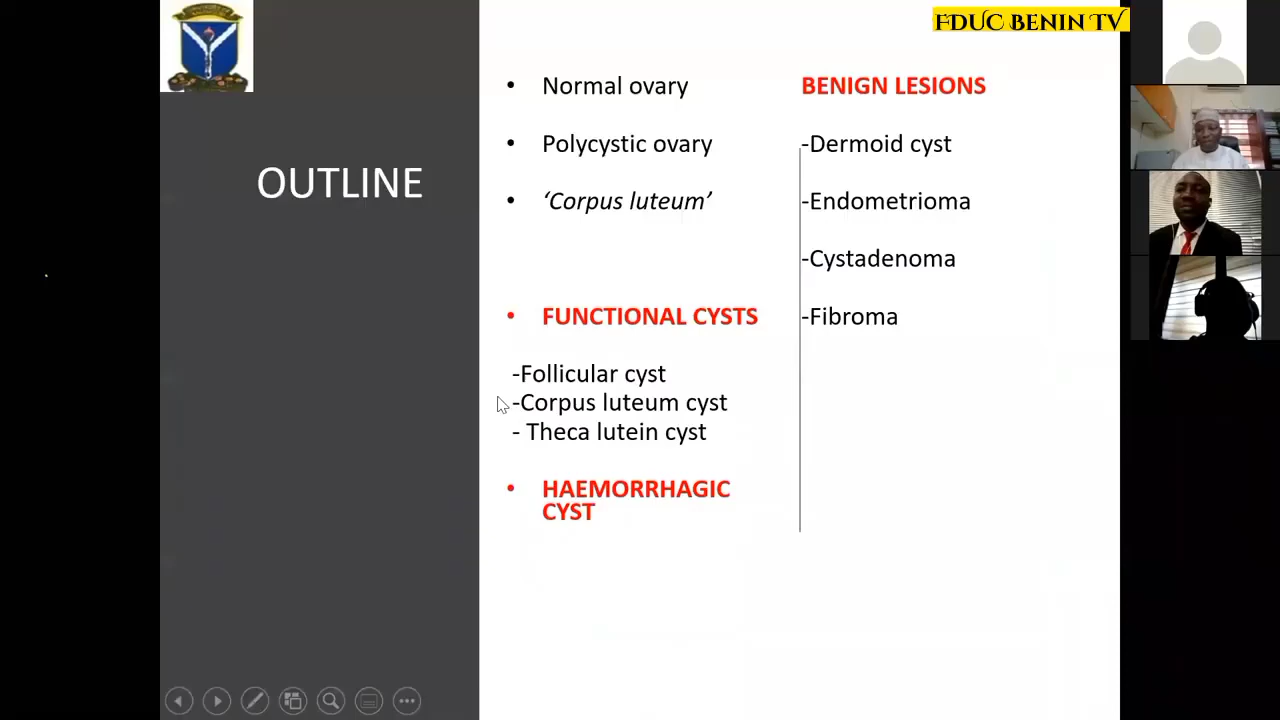 FDUC BENIN TV
OUTLINE
• Normal ovary
• Polycystic ovary
• ‘Corpus luteum’
• FUNCTIONAL CYSTS
-Follicular cyst
-Corpus luteum cyst
- Theca lutein cyst
• HAEMORRHAGIC
CYST
BENIGN LESIONS
-Dermoid cyst
-Endometrioma
-Cystadenoma
-Fibroma